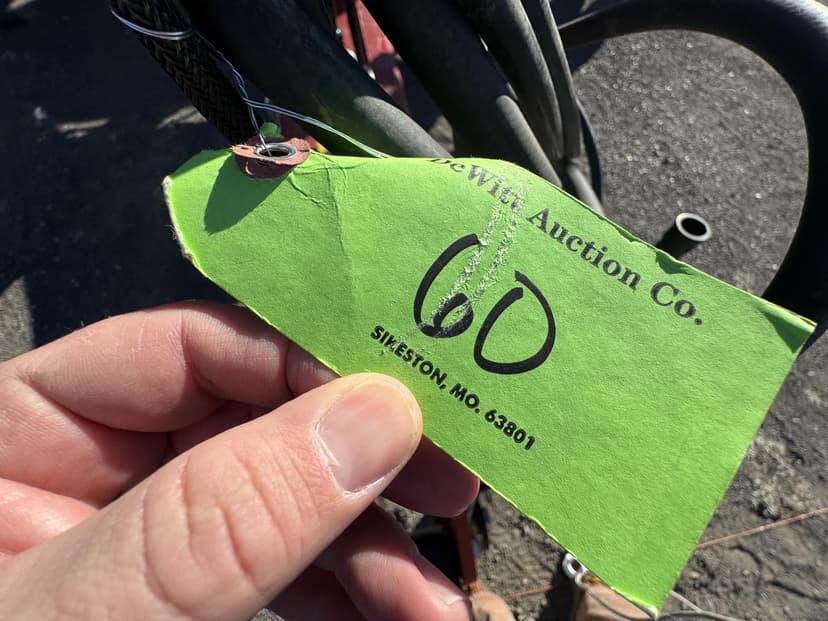 DeWitt Auction Co.
60
SIKESTON, MO. 63801